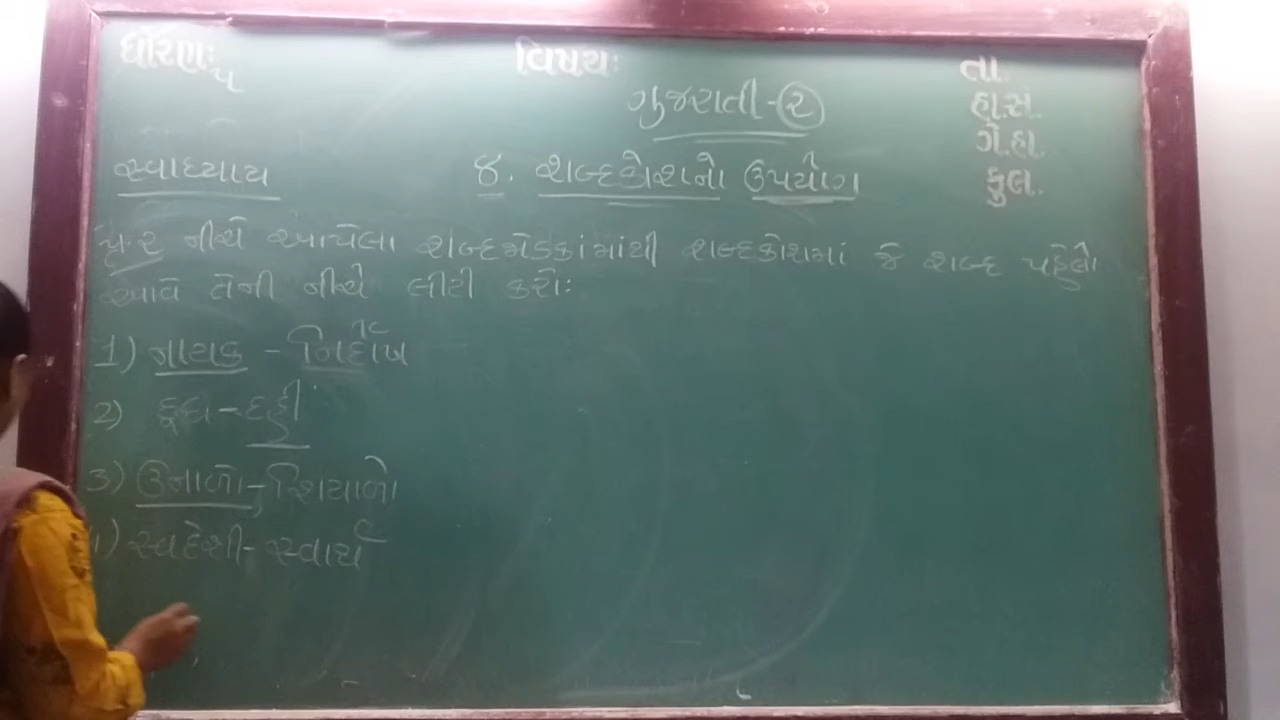 ધોરણઃ ૫
વિષયઃ
તા.
ગુજરાતી-૨
હા.સં.
ગે.હા.
કુલ.
સ્વાધ્યાય
૪. શબ્દકોશનો ઉપયોગ
પ્ર.૨ નીચે આપેલા શબ્દજોડકાંમાંથી શબ્દકોશમાં જે શબ્દ પહેલો
આવે તેની નીચે લીટી કરોઃ
1) નાયક - નિર્દોષ
2) દૂધ - દહીં
3) ઉનાળો - શિયાળો
સ્વદેશી - સ્વાર્થ